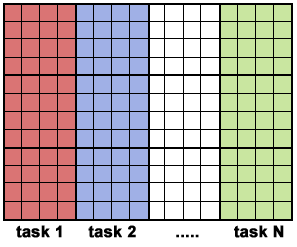 task 1 task 2 ..... task N